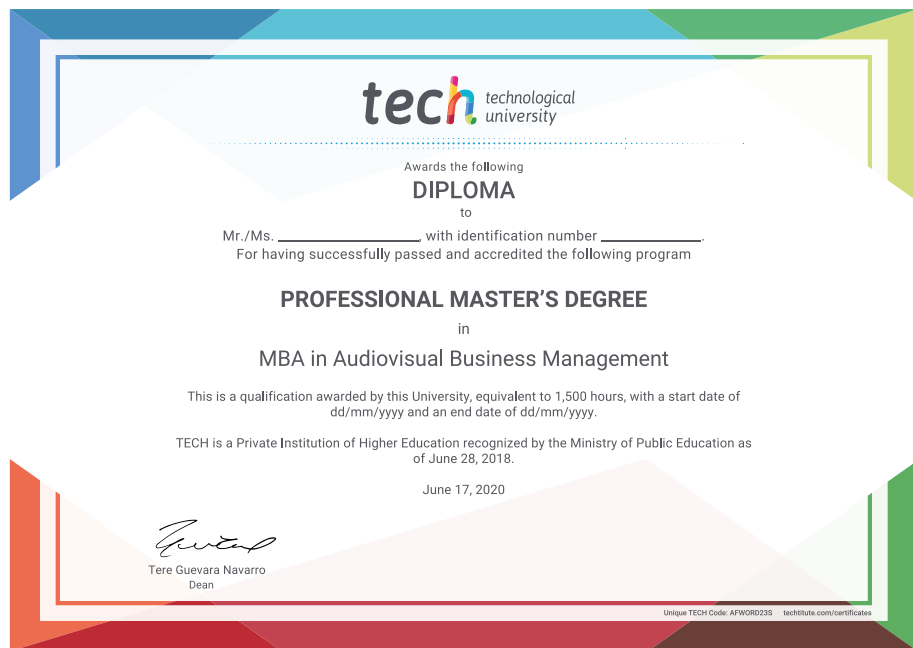 tech technological
university
Awards the following
DIPLOMA
to
Mr./Ms. ____________________, with identification number ______________.
For having successfully passed and accredited the following program
PROFESSIONAL MASTER'S DEGREE
in
MBA in Audiovisual Business Management
This is a qualification awarded by this University, equivalent to 1,500 hours, with a start date of
dd/mm/yyyy and an end date of dd/mm/yyyy.
TECH is a Private Institution of Higher Education recognized by the Ministry of Public Education as
of June 28, 2018.
June 17, 2020
Tere Guevara Navarro
Dean
Unique TECH Code: AFWORD23S techtitute.com/certificates